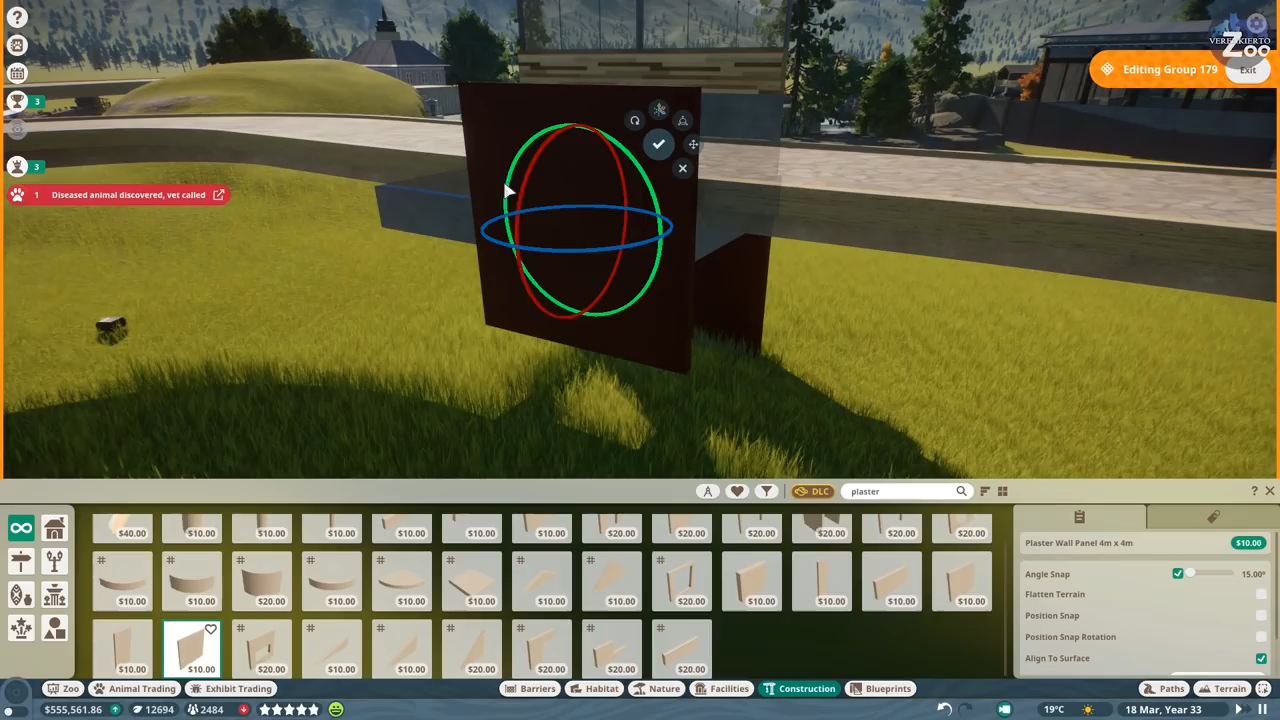 VEREKKIERTO
Zoo
Editing Group 179
Exit
3
3
1 Diseased animal discovered, vet called
DLC
plaster
$40.00 $10.00 $10.00 $10.00 $10.00 $10.00 $10.00 $20.00 $10.00 $20.00 $20.00 $20.00 $10.00
$10.00 $10.00 $20.00 $10.00 $10.00 $10.00 $10.00 $10.00 $20.00 $10.00 $10.00 $10.00 $10.00
$10.00 $10.00 $20.00 $10.00 $10.00 $20.00 $20.00 $20.00 $20.00
Plaster Wall Panel 4m x 4m $10.00
Angle Snap 15.00°
Flatten Terrain
Position Snap
Position Snap Rotation
Align To Surface
Zoo Animal Trading Exhibit Trading Barriers Habitat Nature Facilities Construction Blueprints Paths Terrain
$555,561.86 12694 2484 19°C 18 Mar, Year 33